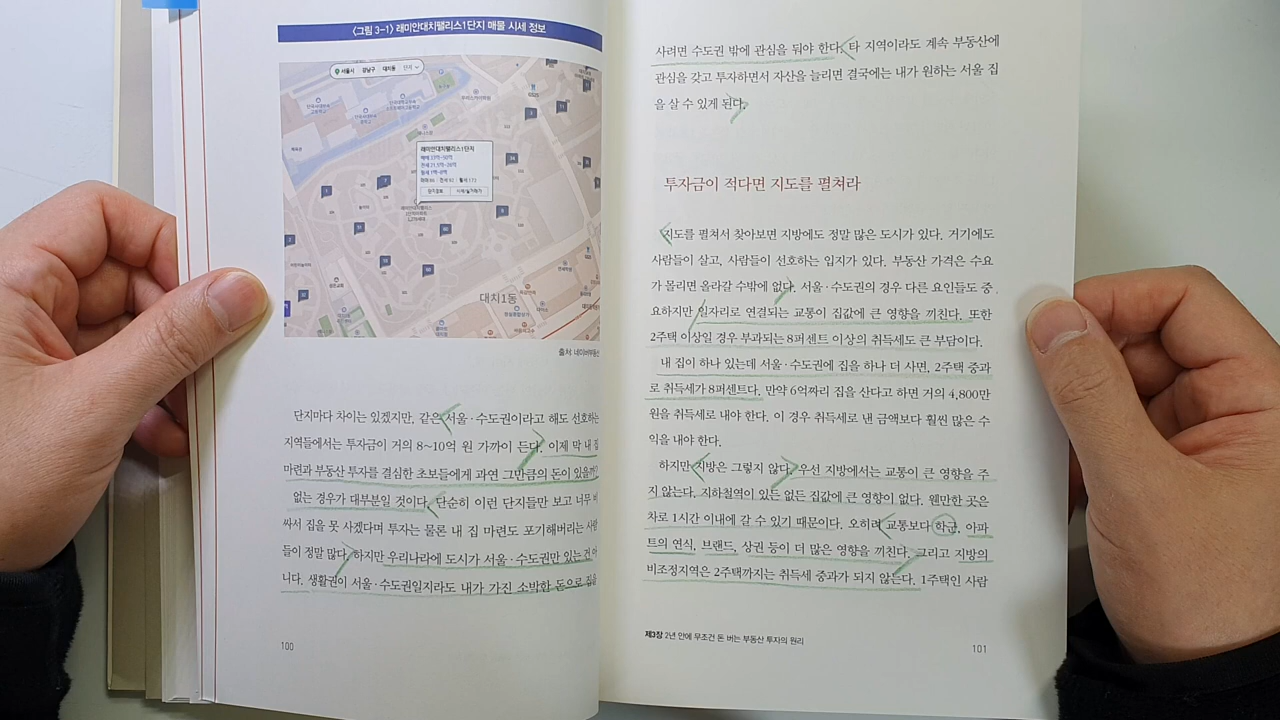 〈그림 3-1〉 래미안대치팰리스1단지 매물 시세 정보
서울시 강남구 대치동 단지
래미안대치팰리스1단지
단지정보 시세/실거래가
대치1동
출처: 네이버부동산
단지마다 차이는 있겠지만, 같은 서울·수도권이라고 해도 선호하는
지역들에서는 투자금이 거의 8~10억 원 가까이 든다. 이제 막 내 집
마련과 부동산 투자를 결심한 초보들에게 과연 그만큼의 돈이 있을까?
없는 경우가 대부분일 것이다. 단순히 이런 단지들만 보고 너무 비
싸서 집을 못 사겠다며 투자는 물론 내 집 마련도 포기해버리는 사람
들이 정말 많다. 하지만 우리나라에 도시가 서울·수도권만 있는 건 아
니다. 생활권이 서울·수도권일지라도 내가 가진 소박한 돈으로 집을
100
사려면 수도권 밖에 관심을 둬야 한다. 타 지역이라도 계속 부동산에
관심을 갖고 투자하면서 자산을 늘리면 결국에는 내가 원하는 서울 집
을 살 수 있게 된다.
투자금이 적다면 지도를 펼쳐라
지도를 펼쳐서 찾아보면 지방에도 정말 많은 도시가 있다. 거기에도
사람들이 살고, 사람들이 선호하는 입지가 있다. 부동산 가격은 수요
가 몰리면 올라갈 수밖에 없다. 서울·수도권의 경우 다른 요인들도 중
요하지만 일자리로 연결되는 교통이 집값에 큰 영향을 끼친다. 또한
2주택 이상일 경우 부과되는 8퍼센트 이상의 취득세도 큰 부담이다.
내 집이 하나 있는데 서울·수도권에 집을 하나 더 사면, 2주택 중과
로 취득세가 8퍼센트다. 만약 6억짜리 집을 산다고 하면 거의 4,800만
원을 취득세로 내야 한다. 이 경우 취득세로 낸 금액보다 훨씬 많은 수
익을 내야 한다.
하지만 지방은 그렇지 않다. 우선 지방에서는 교통이 큰 영향을 주
지 않는다. 지하철역이 있든 없든 집값에 큰 영향이 없다. 웬만한 곳은
차로 1시간 이내에 갈 수 있기 때문이다. 오히려 교통보다 학군, 아파
트의 연식, 브랜드, 상권 등이 더 많은 영향을 끼친다. 그리고 지방의
비조정지역은 2주택까지는 취득세 중과가 되지 않는다. 1주택인 사람
제3장 2년 안에 무조건 돈 버는 부동산 투자의 원리
101